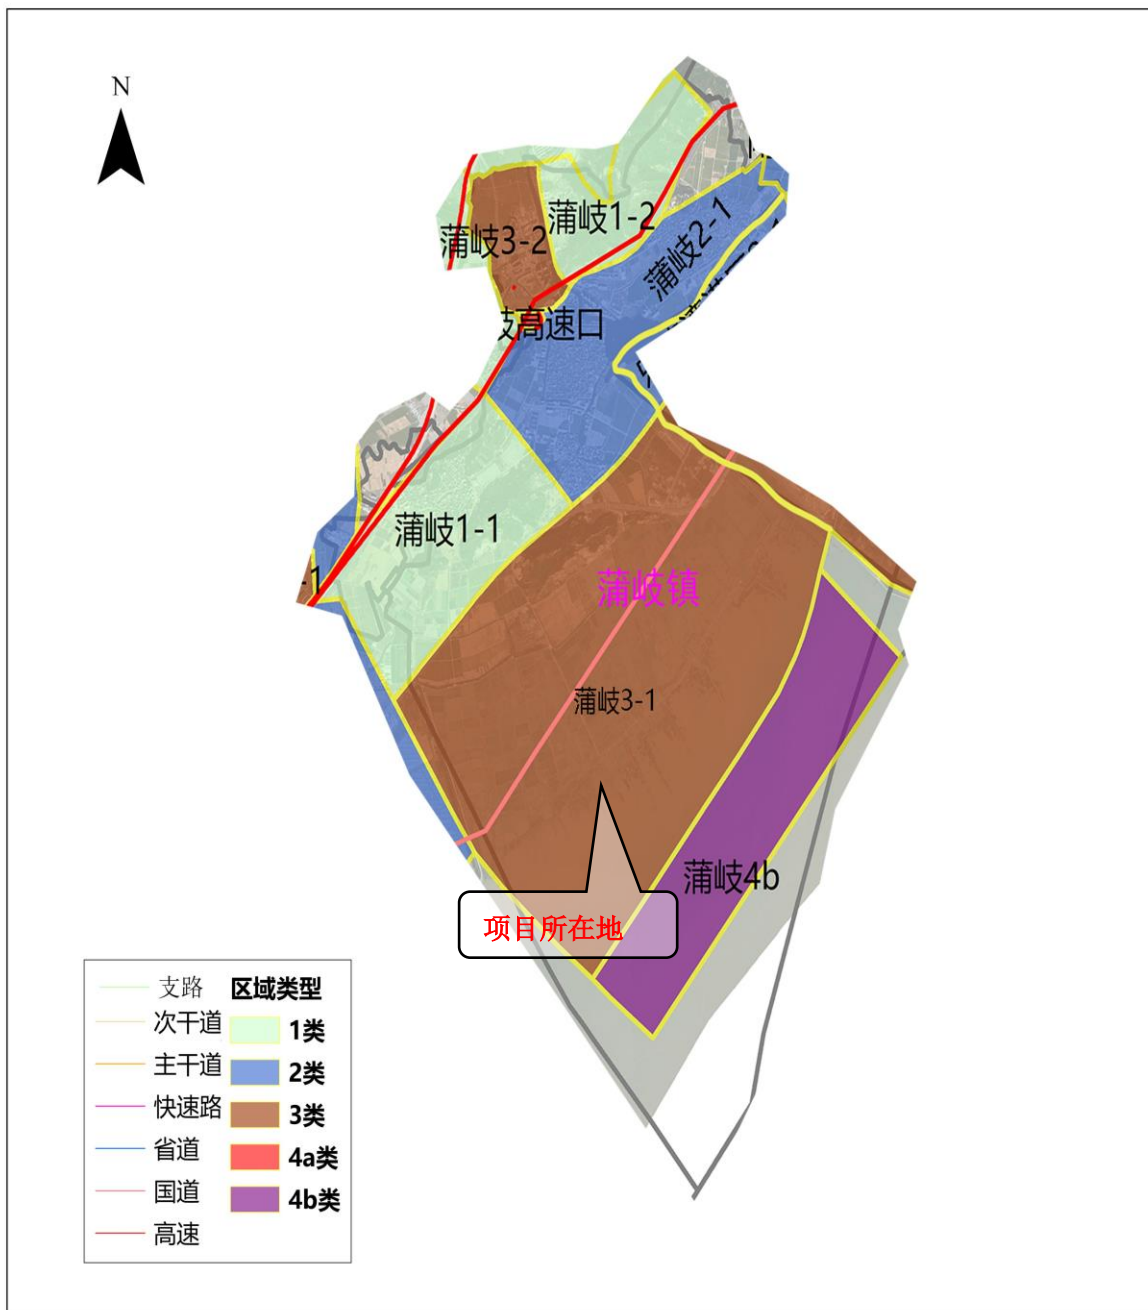 N
蒲岐1-2
蒲岐3-2
蒲岐2-1
岐高速口
蒲岐1-1
-1
蒲岐镇
蒲岐3-1
蒲岐4b
项目所在地
支路
次干道
主干道
快速路
省道
国道
高速
区域类型
1类
2类
3类
4a类
4b类